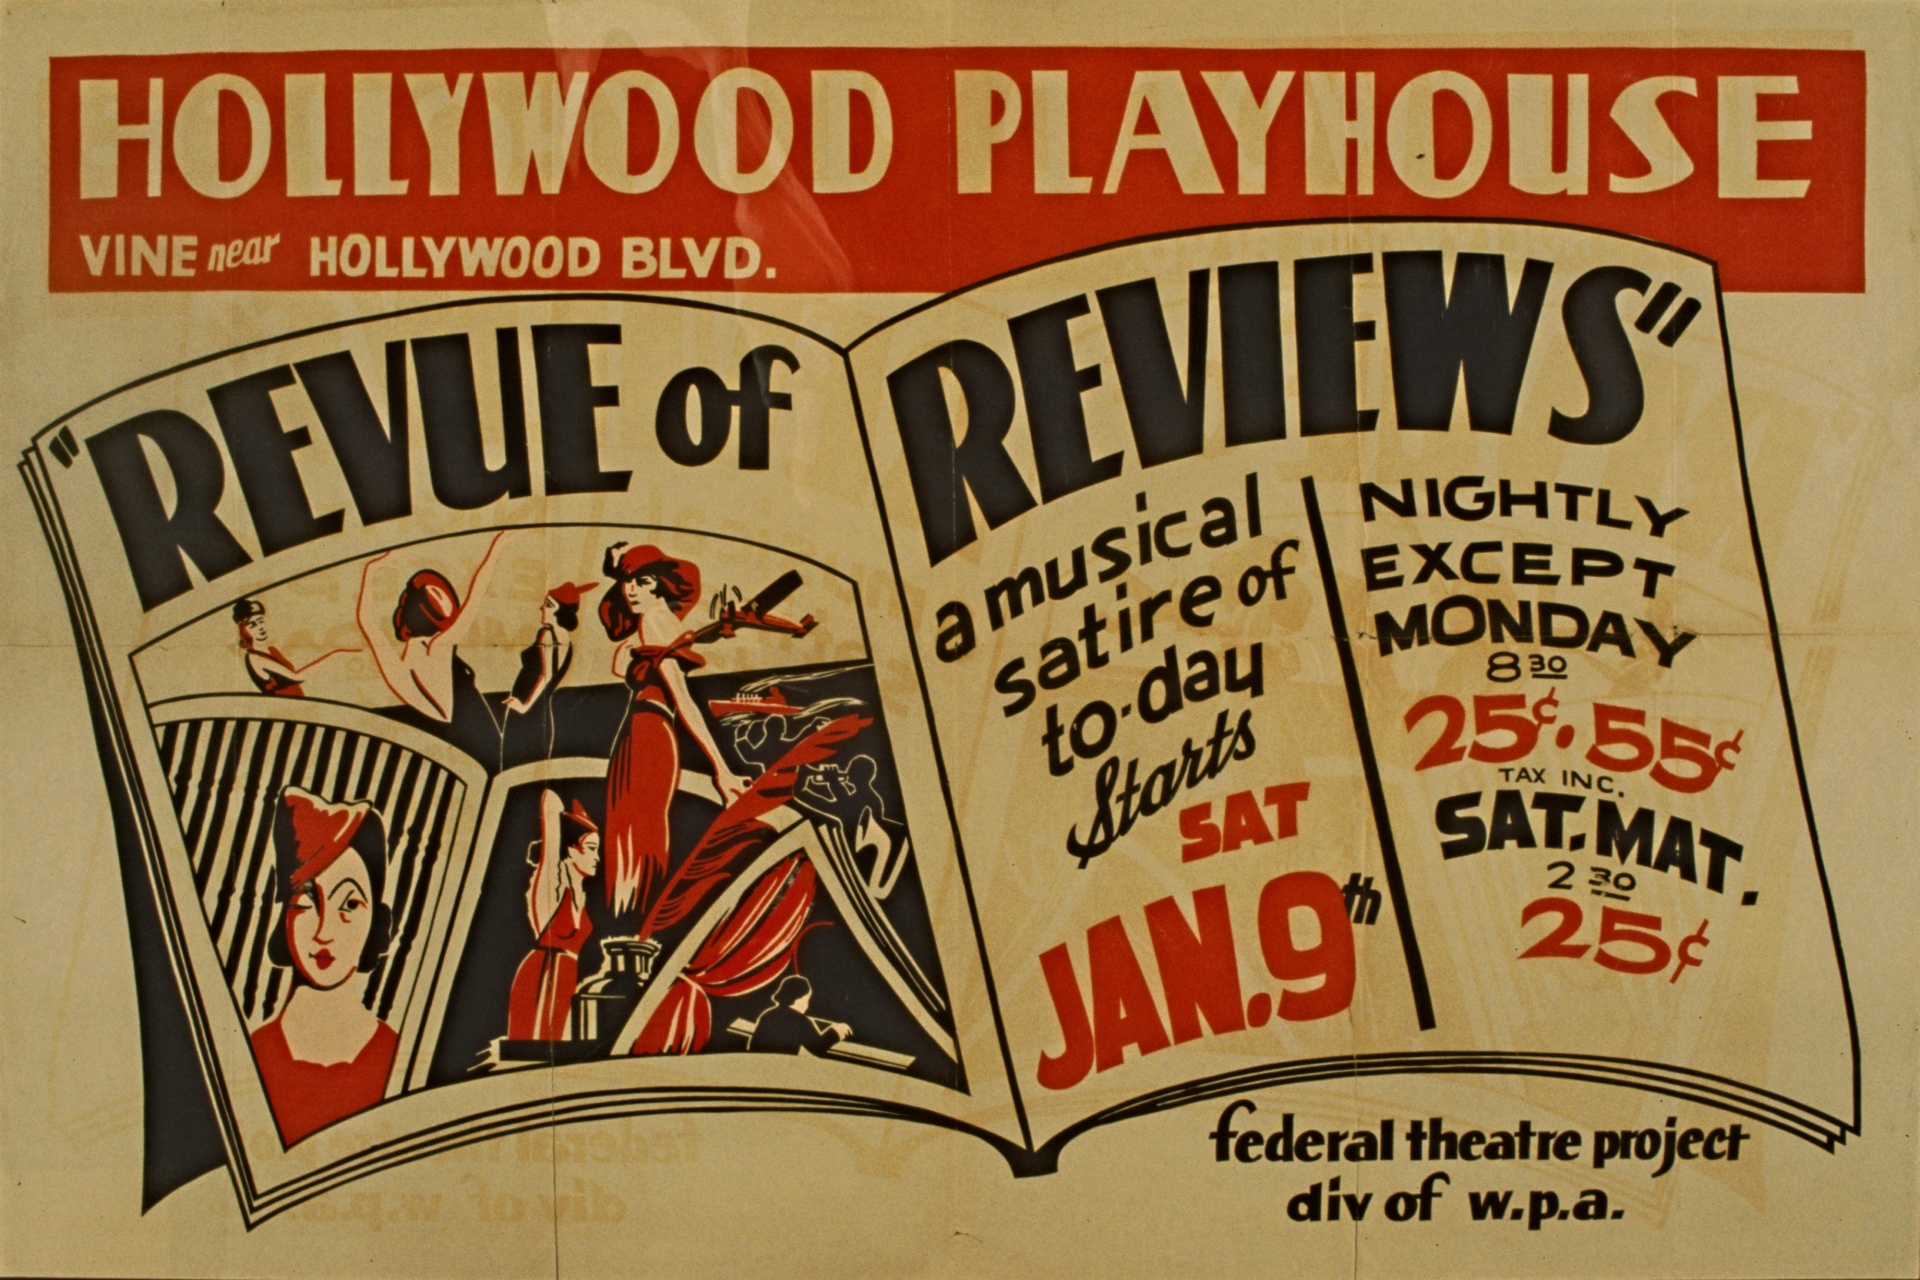 HOLLYWOOD PLAYHOUSE
VINE near HOLLYWOOD BLVD.
"REVUE of REVIEWS"
a musical
satire of
to-day
Starts
SAT
JAN. 9th
NIGHTLY
EXCEPT
MONDAY
8 30
25¢ • 55¢
TAX INC.
SAT. MAT.
2 30
25¢
federal theatre project
div of w.p.a.